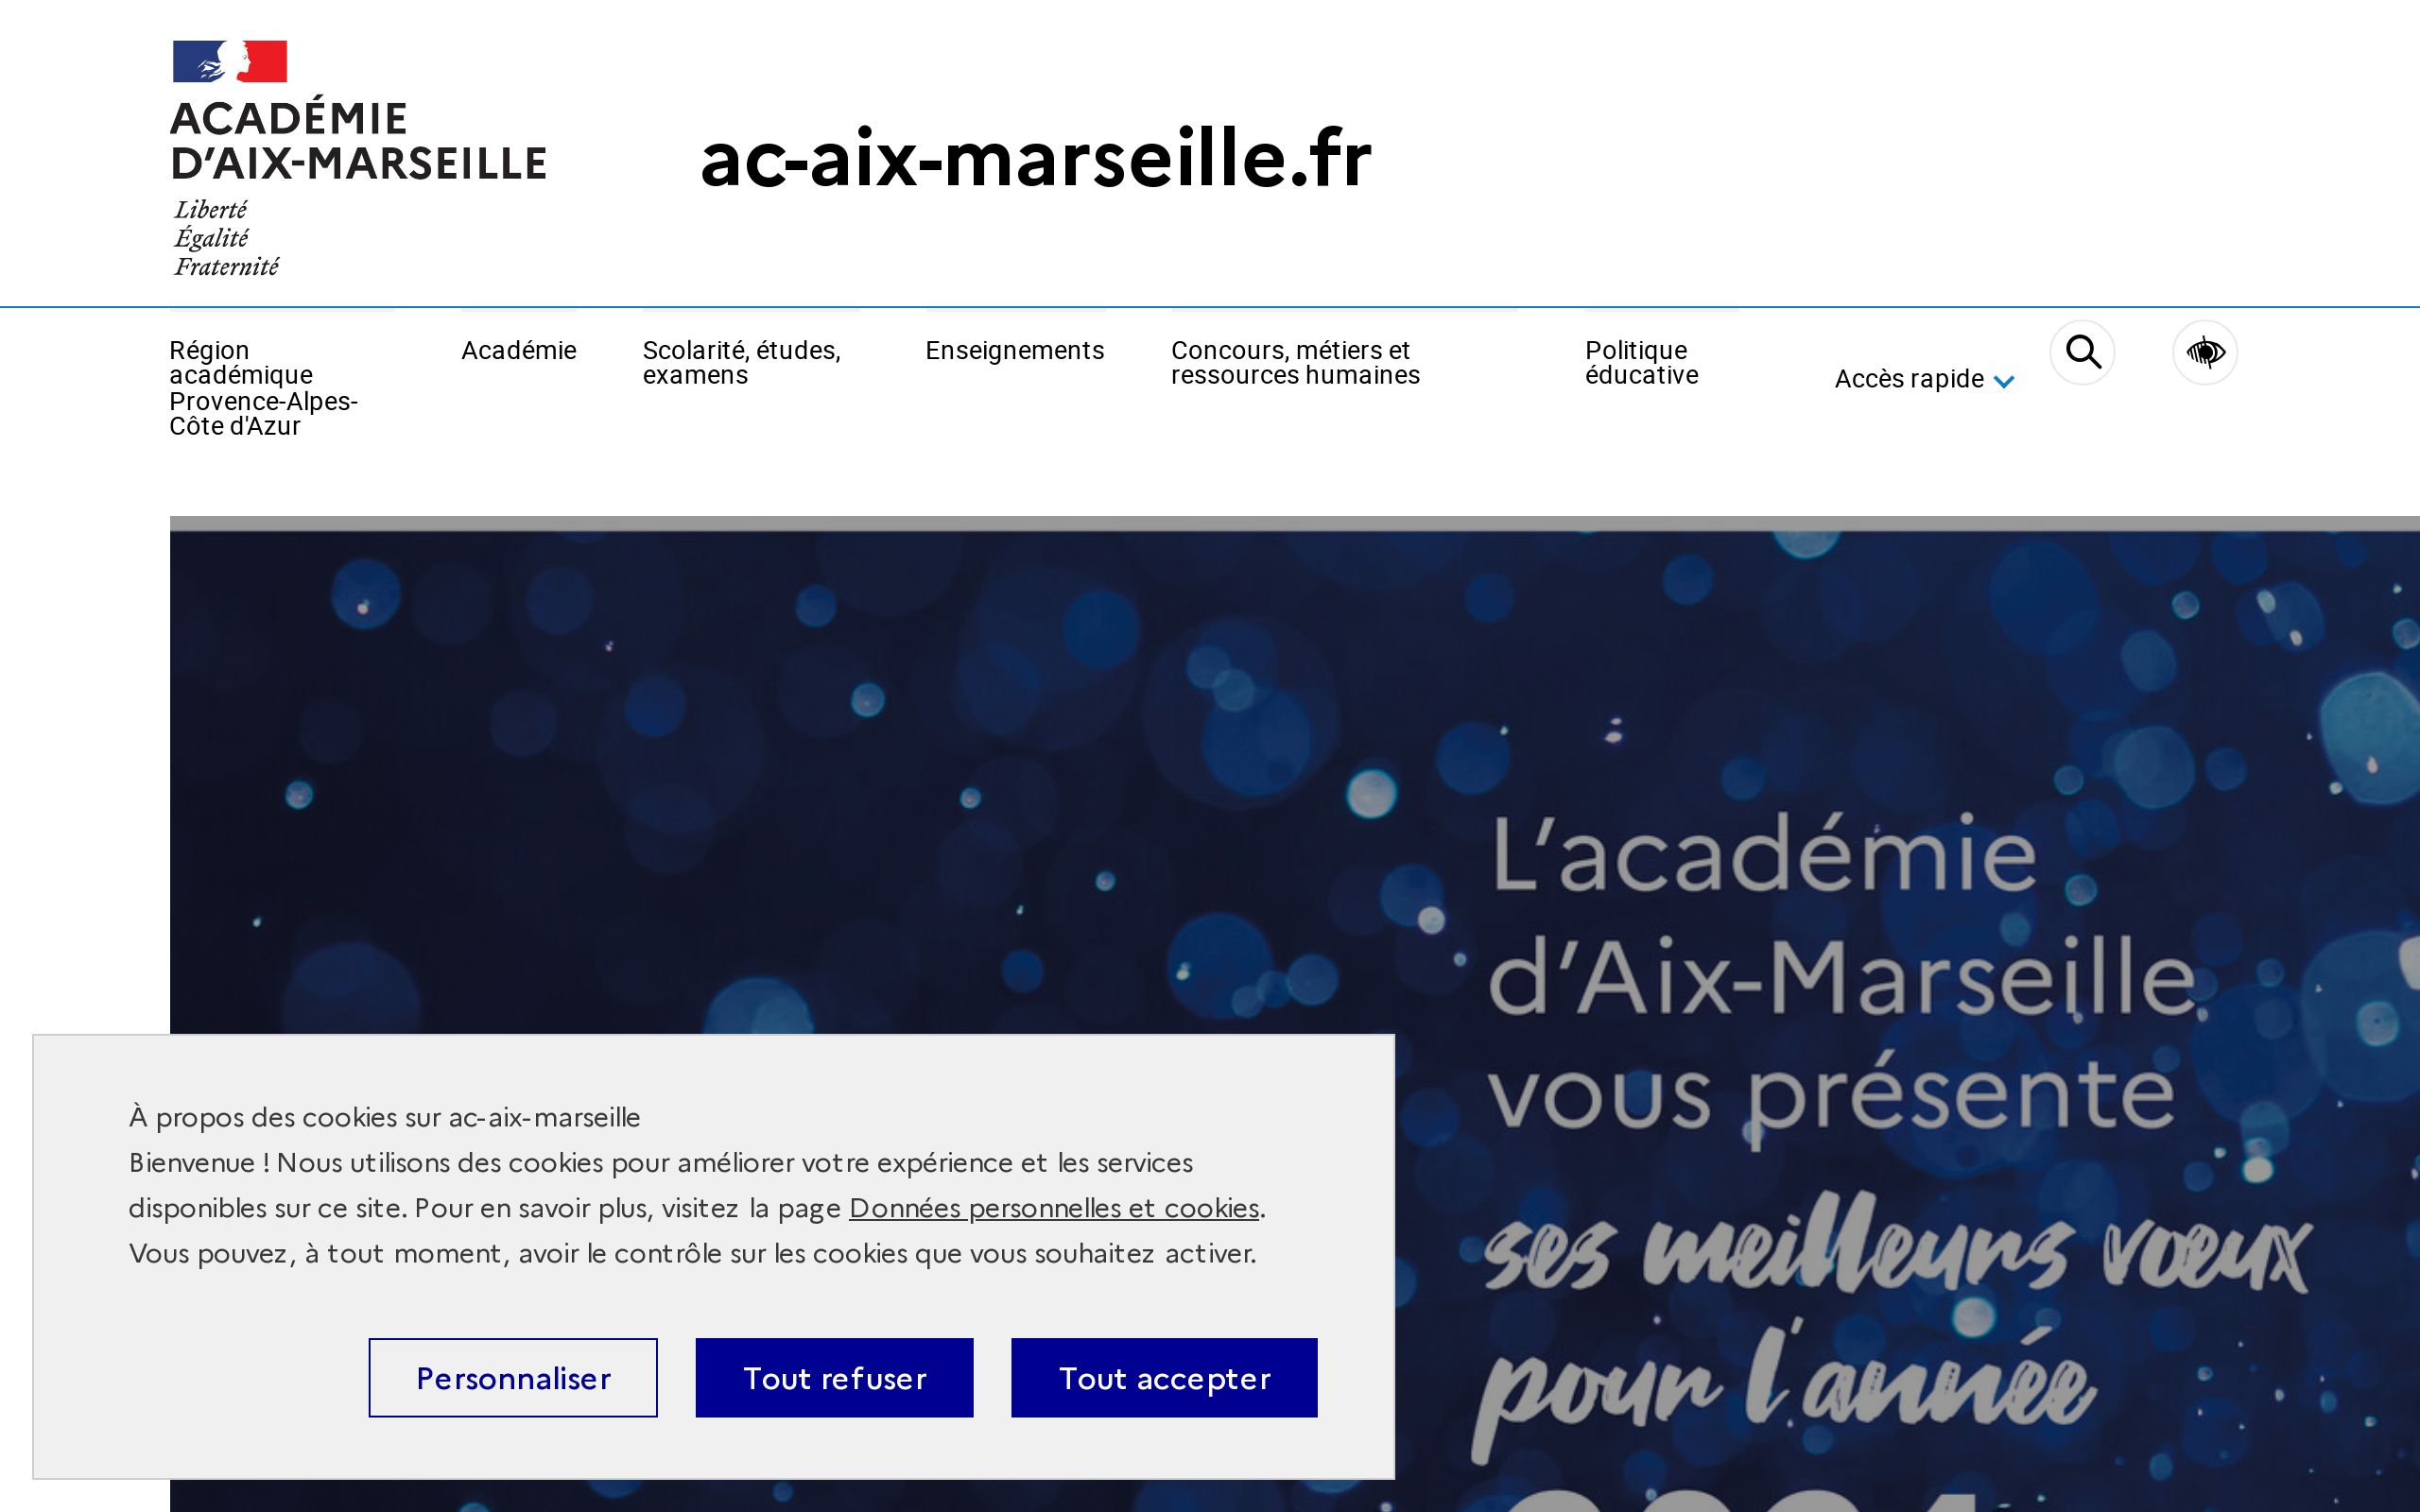 ACADÉMIE
D'AIX-MARSEILLE
Liberté
Égalité
Fraternité
ac-aix-marseille.fr
Région
académique
Provence-Alpes-
Côte d'Azur
Académie
Scolarité, études,
examens
Enseignements
Concours, métiers et
ressources humaines
Politique
éducative
Accès rapide
L'académie
d'Aix-Marseille
vous présente
ses meilleurs vœux
pour l'année
À propos des cookies sur ac-aix-marseille
Bienvenue ! Nous utilisons des cookies pour améliorer votre expérience et les services
disponibles sur ce site. Pour en savoir plus, visitez la page Données personnelles et cookies.
Vous pouvez, à tout moment, avoir le contrôle sur les cookies que vous souhaitez activer.
Personnaliser
Tout refuser
Tout accepter